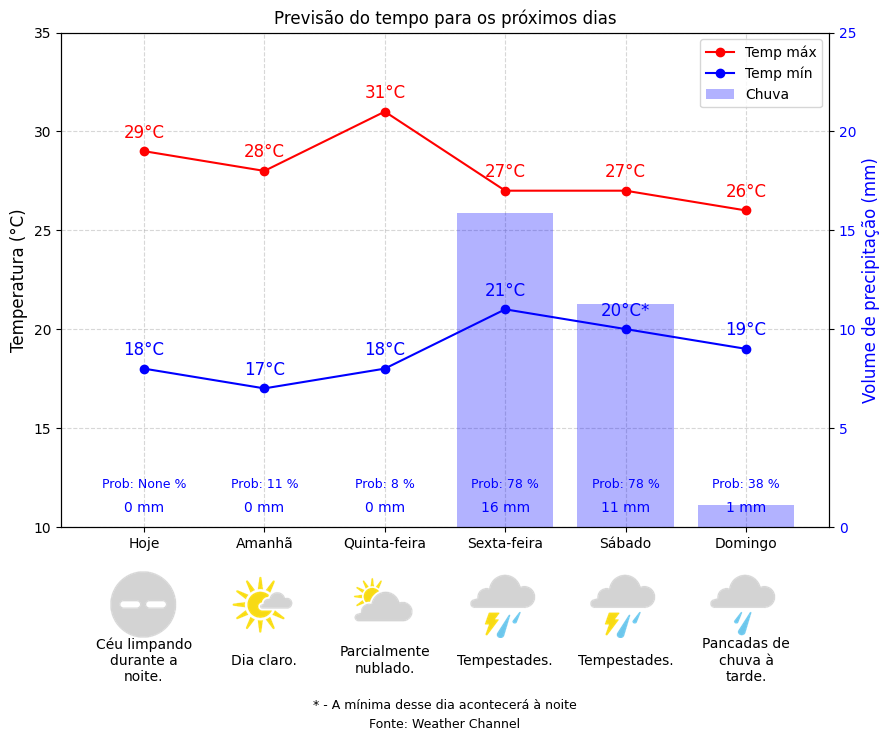 Previsão do tempo para os próximos dias
35
30
25
20
15
10
Temperatura (°C)
25
20
15
10
5
0
Volume de precipitação (mm)
Temp máx
Temp mín
Chuva
29°C
28°C
31°C
27°C
27°C
26°C
18°C
17°C
18°C
21°C
20°C*
19°C
Prob: None %
Prob: 11 %
Prob: 8 %
Prob: 78 %
Prob: 78 %
Prob: 38 %
0 mm
0 mm
0 mm
16 mm
11 mm
1 mm
Hoje
Amanhã
Quinta-feira
Sexta-feira
Sábado
Domingo
Céu limpando
durante a
noite.
Dia claro.
Parcialmente
nublado.
Tempestades.
Tempestades.
Pancadas de
chuva à
tarde.
* - A mínima desse dia acontecerá à noite
Fonte: Weather Channel